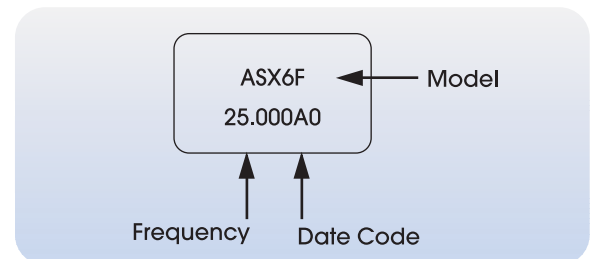 ASX6F
Model
25.000A0
Frequency
Date Code